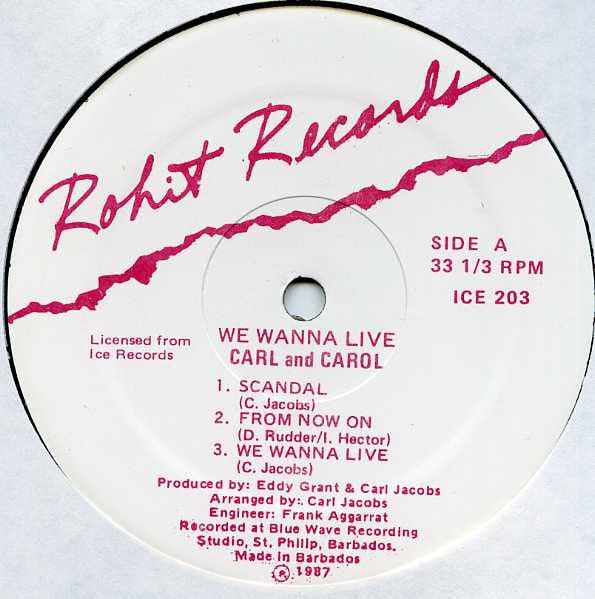 Rohit Records
SIDE A
33 1/3 RPM
ICE 203
Licensed from
Ice Records
WE WANNA LIVE
CARL and CAROL
1. SCANDAL
(C. Jacobs)
2. FROM NOW ON
(D. Rudder/I. Hector)
3. WE WANNA LIVE
(C. Jacobs)
Produced by: Eddy Grant & Carl Jacobs
Arranged by: Carl Jacobs
Engineer: Frank Aggarrat
Recorded at Blue Wave Recording
Studio, St. Philip, Barbados.
Made in Barbados
℗ 1987